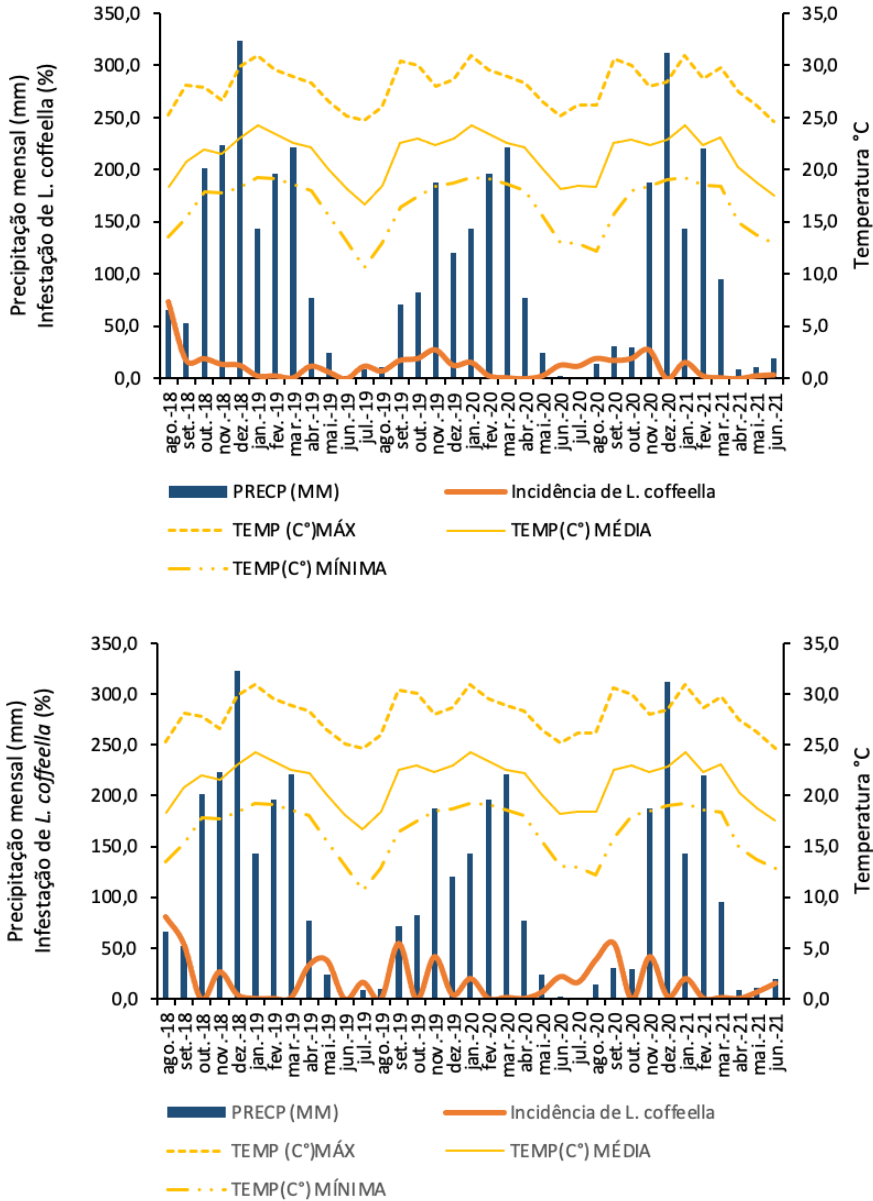 Precipitação mensal (mm)
Infestação de L. coffeella (%)
350,0
300,0
250,0
200,0
150,0
100,0
50,0
0,0
35,0
30,0
25,0
20,0
15,0
10,0
5,0
0,0
Temperatura °C
ago.-18
set.-18
out.-18
nov.-18
dez.-18
jan.-19
fev.-19
mar.-19
abr.-19
mai.-19
jun.-19
jul.-19
ago.-19
set.-19
out.-19
nov.-19
dez.-19
jan.-20
fev.-20
mar.-20
abr.-20
mai.-20
jun.-20
jul.-20
ago.-20
set.-20
out.-20
nov.-20
dez.-20
jan.-21
fev.-21
mar.-21
abr.-21
mai.-21
jun.-21
PRECP (MM) Incidência de L. coffeella
TEMP (C°)MÁX TEMP(C°) MÉDIA
TEMP(C°) MÍNIMA
Precipitação mensal (mm)
Infestação de L. coffeella (%)
350,0
300,0
250,0
200,0
150,0
100,0
50,0
0,0
35,0
30,0
25,0
20,0
15,0
10,0
5,0
0,0
Temperatura °C
ago.-18
set.-18
out.-18
nov.-18
dez.-18
jan.-19
fev.-19
mar.-19
abr.-19
mai.-19
jun.-19
jul.-19
ago.-19
set.-19
out.-19
nov.-19
dez.-19
jan.-20
fev.-20
mar.-20
abr.-20
mai.-20
jun.-20
jul.-20
ago.-20
set.-20
out.-20
nov.-20
dez.-20
jan.-21
fev.-21
mar.-21
abr.-21
mai.-21
jun.-21
PRECP (MM) Incidência de L. coffeella
TEMP (C°)MÁX TEMP(C°) MÉDIA
TEMP(C°) MÍNIMA